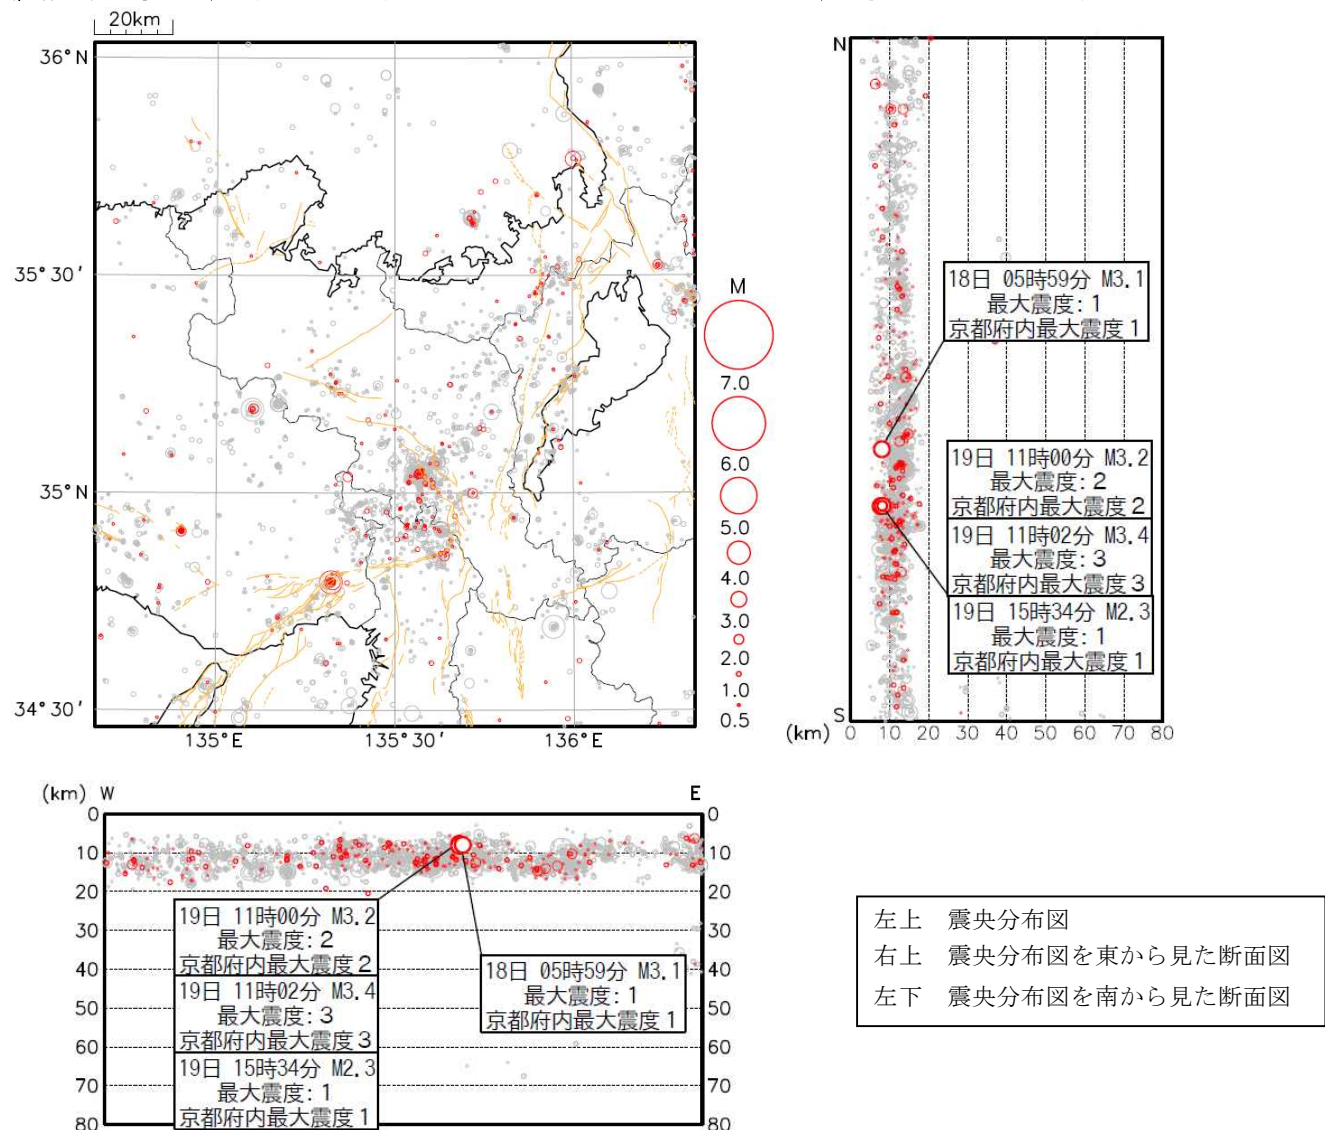 20km
36°N
35°30′
35°N
34°30′
135°E
135°30′
136°E
M
7.0
6.0
5.0
4.0
3.0
2.0
1.0
0.5
N
S
(km)
0
10
20
30
40
50
60
70
80
18日 05時59分 M3.1
最大震度:1
京都府内最大震度1
19日 11時00分 M3.2
最大震度:2
京都府内最大震度2
19日 11時02分 M3.4
最大震度:3
京都府内最大震度3
19日 15時34分 M2.3
最大震度:1
京都府内最大震度1
(km) W
E
0
10
20
30
40
50
60
70
80
0
10
20
30
40
50
60
70
80
19日 11時00分 M3.2
最大震度:2
京都府内最大震度2
19日 11時02分 M3.4
最大震度:3
京都府内最大震度3
19日 15時34分 M2.3
最大震度:1
京都府内最大震度1
18日 05時59分 M3.1
最大震度:1
京都府内最大震度1
左上 震央分布図
右上 震央分布図を東から見た断面図
左下 震央分布図を南から見た断面図